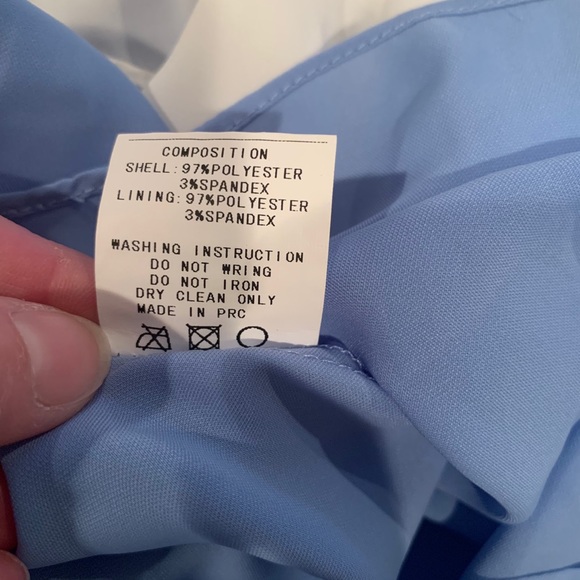 COMPOSITION
SHELL: 97%POLYESTER
3%SPANDEX
LINING: 97%POLYESTER
3%SPANDEX
WASHING INSTRUCTION
DO NOT WRING
DO NOT IRON
DRY CLEAN ONLY
MADE IN PRC